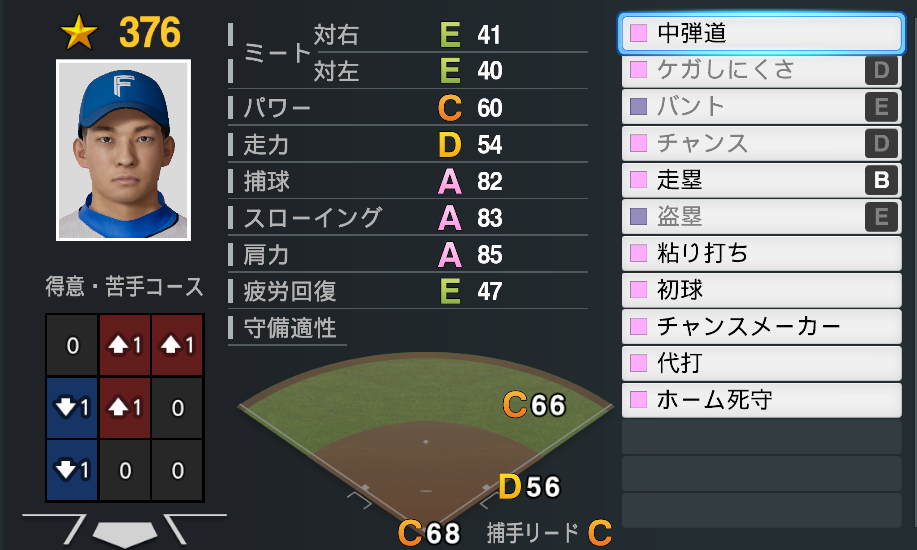 376
F
ミート 対右 E 41
対左 E 40
パワー C 60
走力 D 54
捕球 A 82
スローイング A 83
肩力 A 85
疲労回復 E 47
守備適性
得意・苦手コース
0 1 1
1 1 0
1 0 0
C66
D56
C68 捕手リード C
中弾道
ケガしにくさ D
バント E
チャンス D
走塁 B
盗塁 E
粘り打ち
初球
チャンスメーカー
代打
ホーム死守